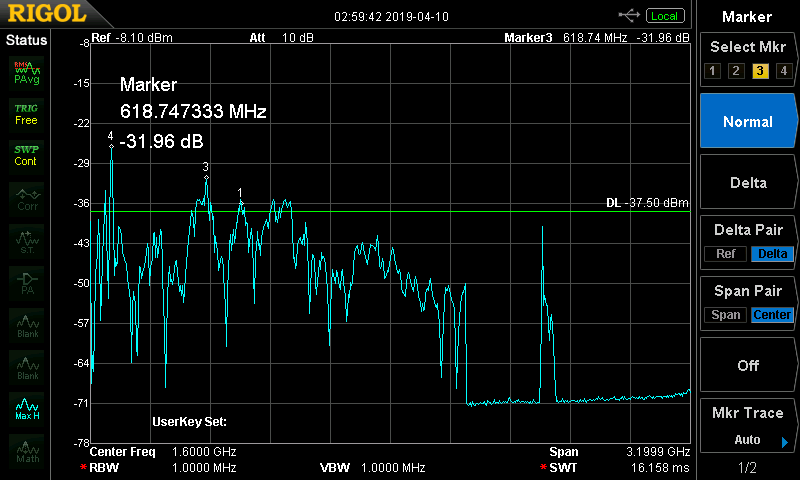 RIGOL
02:59:42 2019-04-10
Local
Marker
Status
Ref -8.10 dBm
Att 10 dB
Marker3 618.74 MHz -31.96 dB
Select Mkr
1 2 3 4
RMS
PAvg
TRIG
Free
SWP
Cont
Corr
S.T.
PA
Blank
Blank
Max H
Math
-8
-15
-22
-29
-36
-43
-50
-57
-64
-71
-78
Marker
618.747333 MHz
-31.96 dB
4
3
1
DL -37.50 dBm
UserKey Set:
Normal
Delta
Delta Pair
Ref Delta
Span Pair
Span Center
Off
Mkr Trace
Auto
1/2
Center Freq 1.6000 GHz
Span 3.1999 GHz
RBW 1.0000 MHz
VBW 1.0000 MHz
SWT 16.158 ms